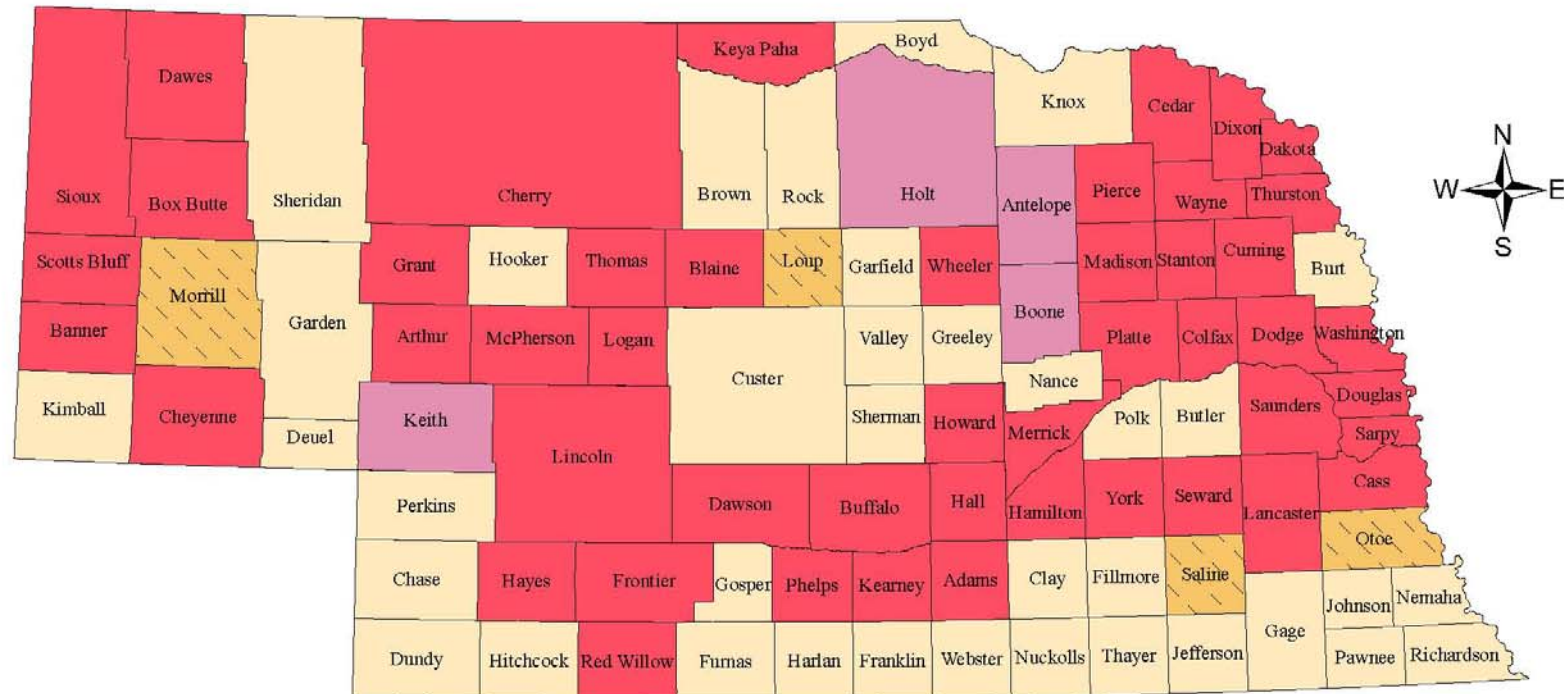 Keya Paha
Boyd
Dawes
Knox
Cedar
Dixon
Dakota
N
W
E
S
Sioux
Box Butte
Sheridan
Cherry
Brown
Rock
Holt
Antelope
Pierce
Wayne
Thurston
Scotts Bluff
Morrill
Grant
Hooker
Thomas
Blaine
Loup
Garfield
Wheeler
Madison
Stanton
Cuming
Burt
Banner
Garden
Arthur
McPherson
Logan
Custer
Valley
Greeley
Boone
Platte
Colfax
Dodge
Washington
Kimball
Cheyenne
Deuel
Keith
Lincoln
Sherman
Howard
Nance
Merrick
Polk
Butler
Saunders
Douglas
Sarpy
Perkins
Dawson
Buffalo
Hall
Hamilton
York
Seward
Lancaster
Cass
Otoe
Chase
Hayes
Frontier
Gosper
Phelps
Kearney
Adams
Clay
Fillmore
Saline
Johnson
Nemaha
Dundy
Hitchcock
Red Willow
Furnas
Harlan
Franklin
Webster
Nuckolls
Thayer
Jefferson
Gage
Pawnee
Richardson